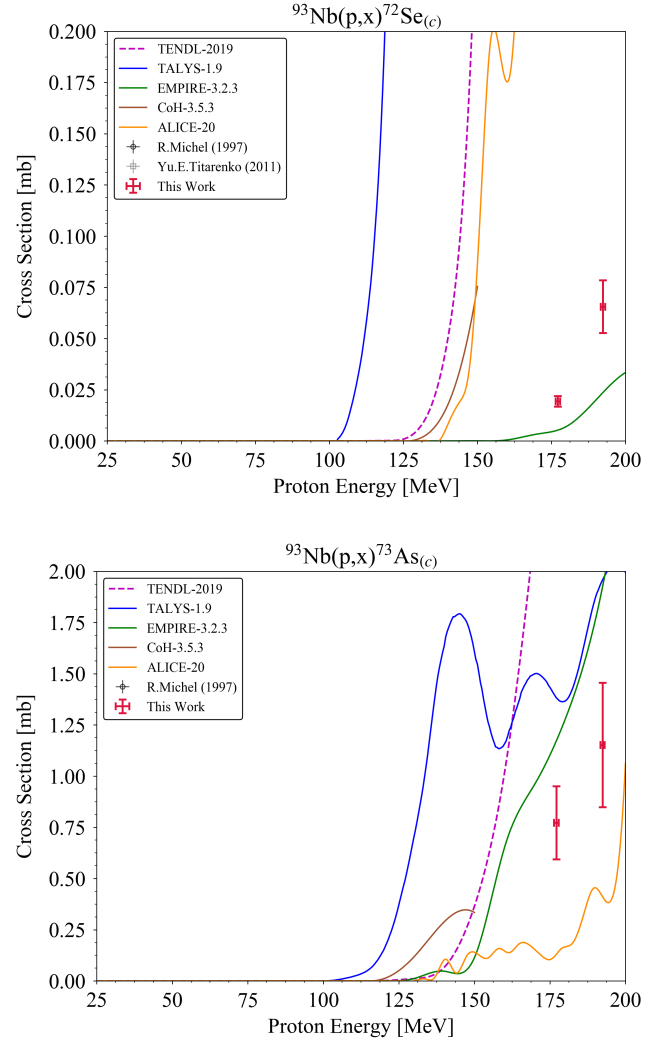 ⁹³Nb(p,x)⁷²Se₍c₎
0.200
0.175
0.150
0.125
0.100
0.075
0.050
0.025
0.000
Cross Section [mb]
TENDL-2019
TALYS-1.9
EMPIRE-3.2.3
CoH-3.5.3
ALICE-20
R.Michel (1997)
Yu.E.Titarenko (2011)
This Work
25 50 75 100 125 150 175 200
Proton Energy [MeV]
⁹³Nb(p,x)⁷³As₍c₎
2.00
1.75
1.50
1.25
1.00
0.75
0.50
0.25
0.00
Cross Section [mb]
TENDL-2019
TALYS-1.9
EMPIRE-3.2.3
CoH-3.5.3
ALICE-20
R.Michel (1997)
This Work
25 50 75 100 125 150 175 200
Proton Energy [MeV]